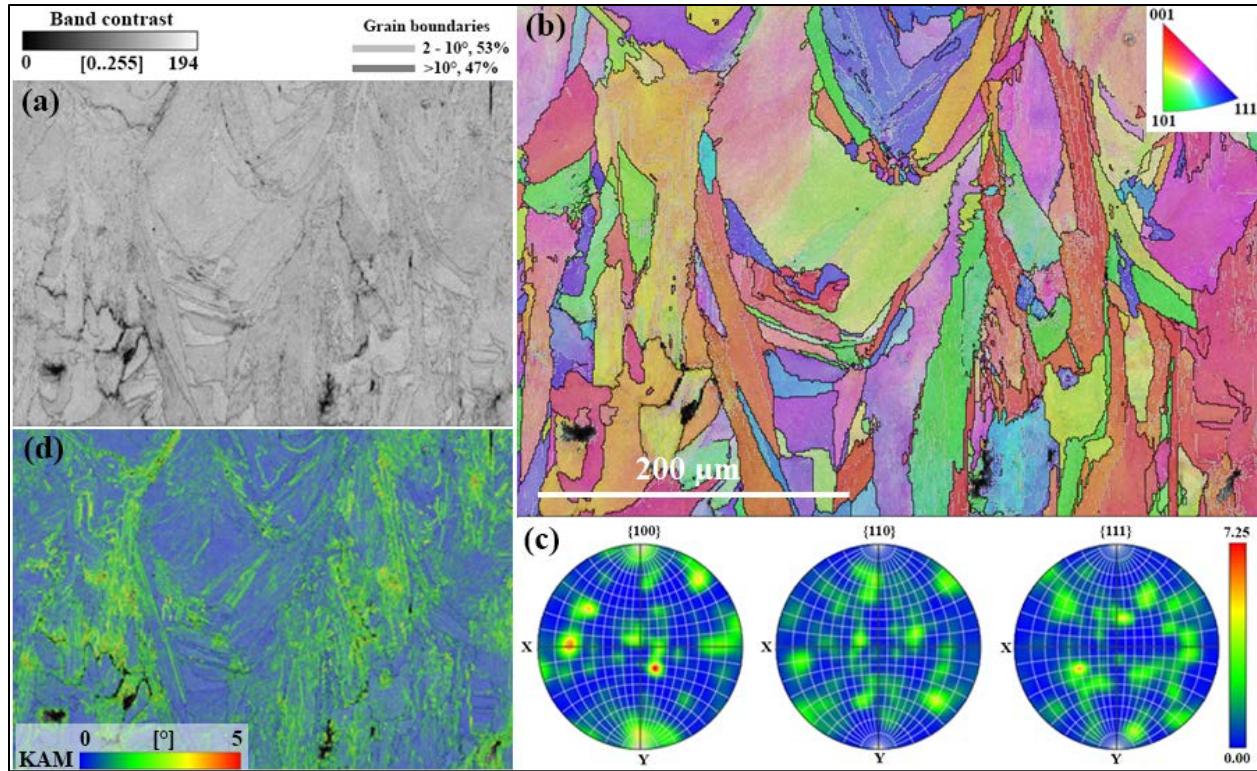 Band contrast
0 [0..255] 194
Grain boundaries
2 - 10°, 53%
>10°, 47%
(a)
(b)
001
101
111
200 µm
(d)
KAM
0 [°] 5
(c)
{100} {110} {111}
7.25
X X X
Y Y Y
0.00